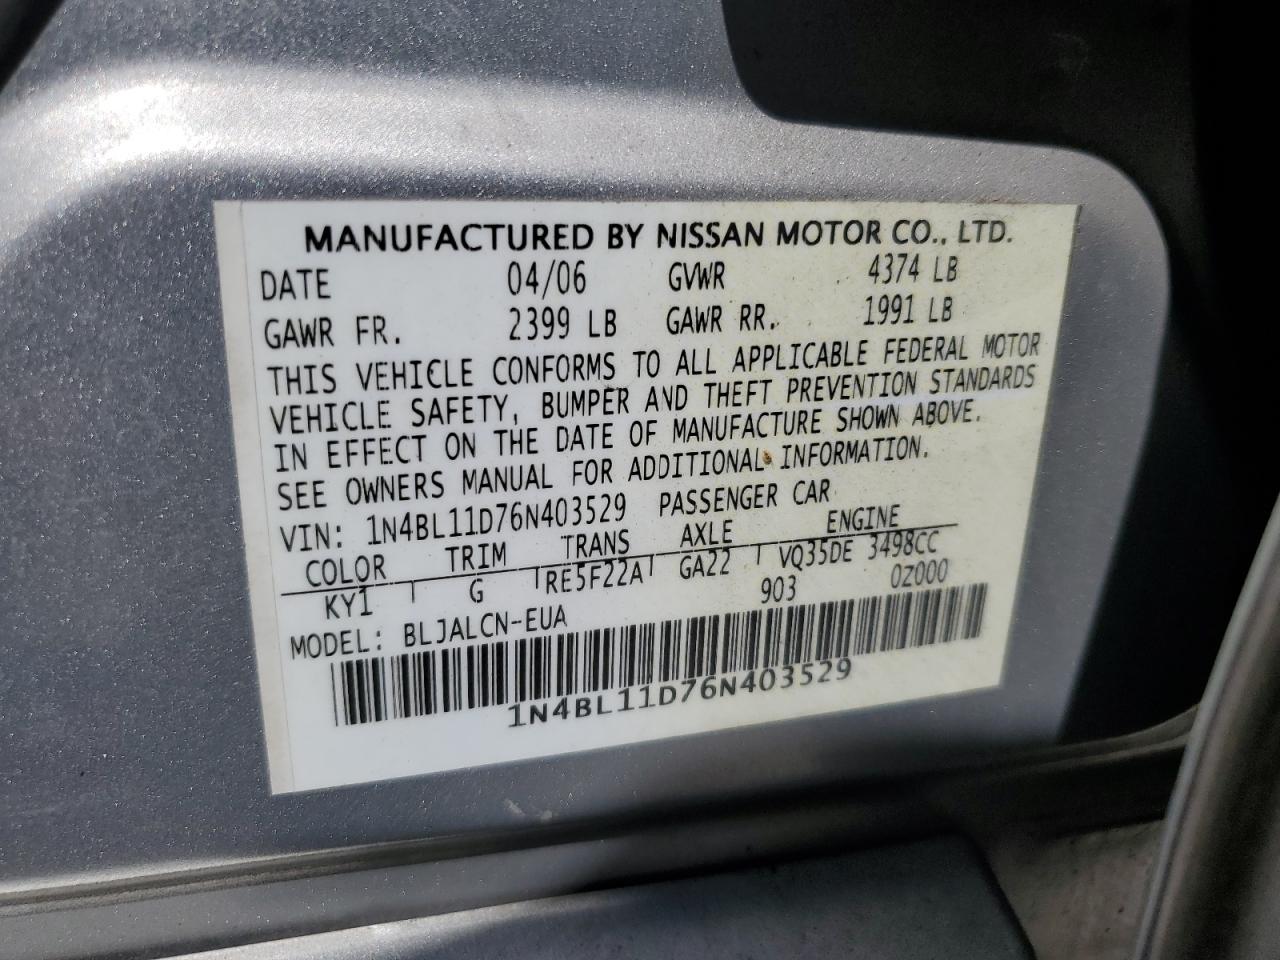 MANUFACTURED BY NISSAN MOTOR CO., LTD.
DATE 04/06 GVWR 4374 LB
GAWR FR. 2399 LB GAWR RR. 1991 LB
THIS VEHICLE CONFORMS TO ALL APPLICABLE FEDERAL MOTOR
VEHICLE SAFETY, BUMPER AND THEFT PREVENTION STANDARDS
IN EFFECT ON THE DATE OF MANUFACTURE SHOWN ABOVE.
SEE OWNERS MANUAL FOR ADDITIONAL INFORMATION.
VIN: 1N4BL11D76N403529 PASSENGER CAR
COLOR TRIM TRANS AXLE ENGINE
KY1 G RE5F22A GA22 VQ35DE 3498CC
MODEL: BLJALCN-EUA 903 0Z000
1N4BL11D76N403529